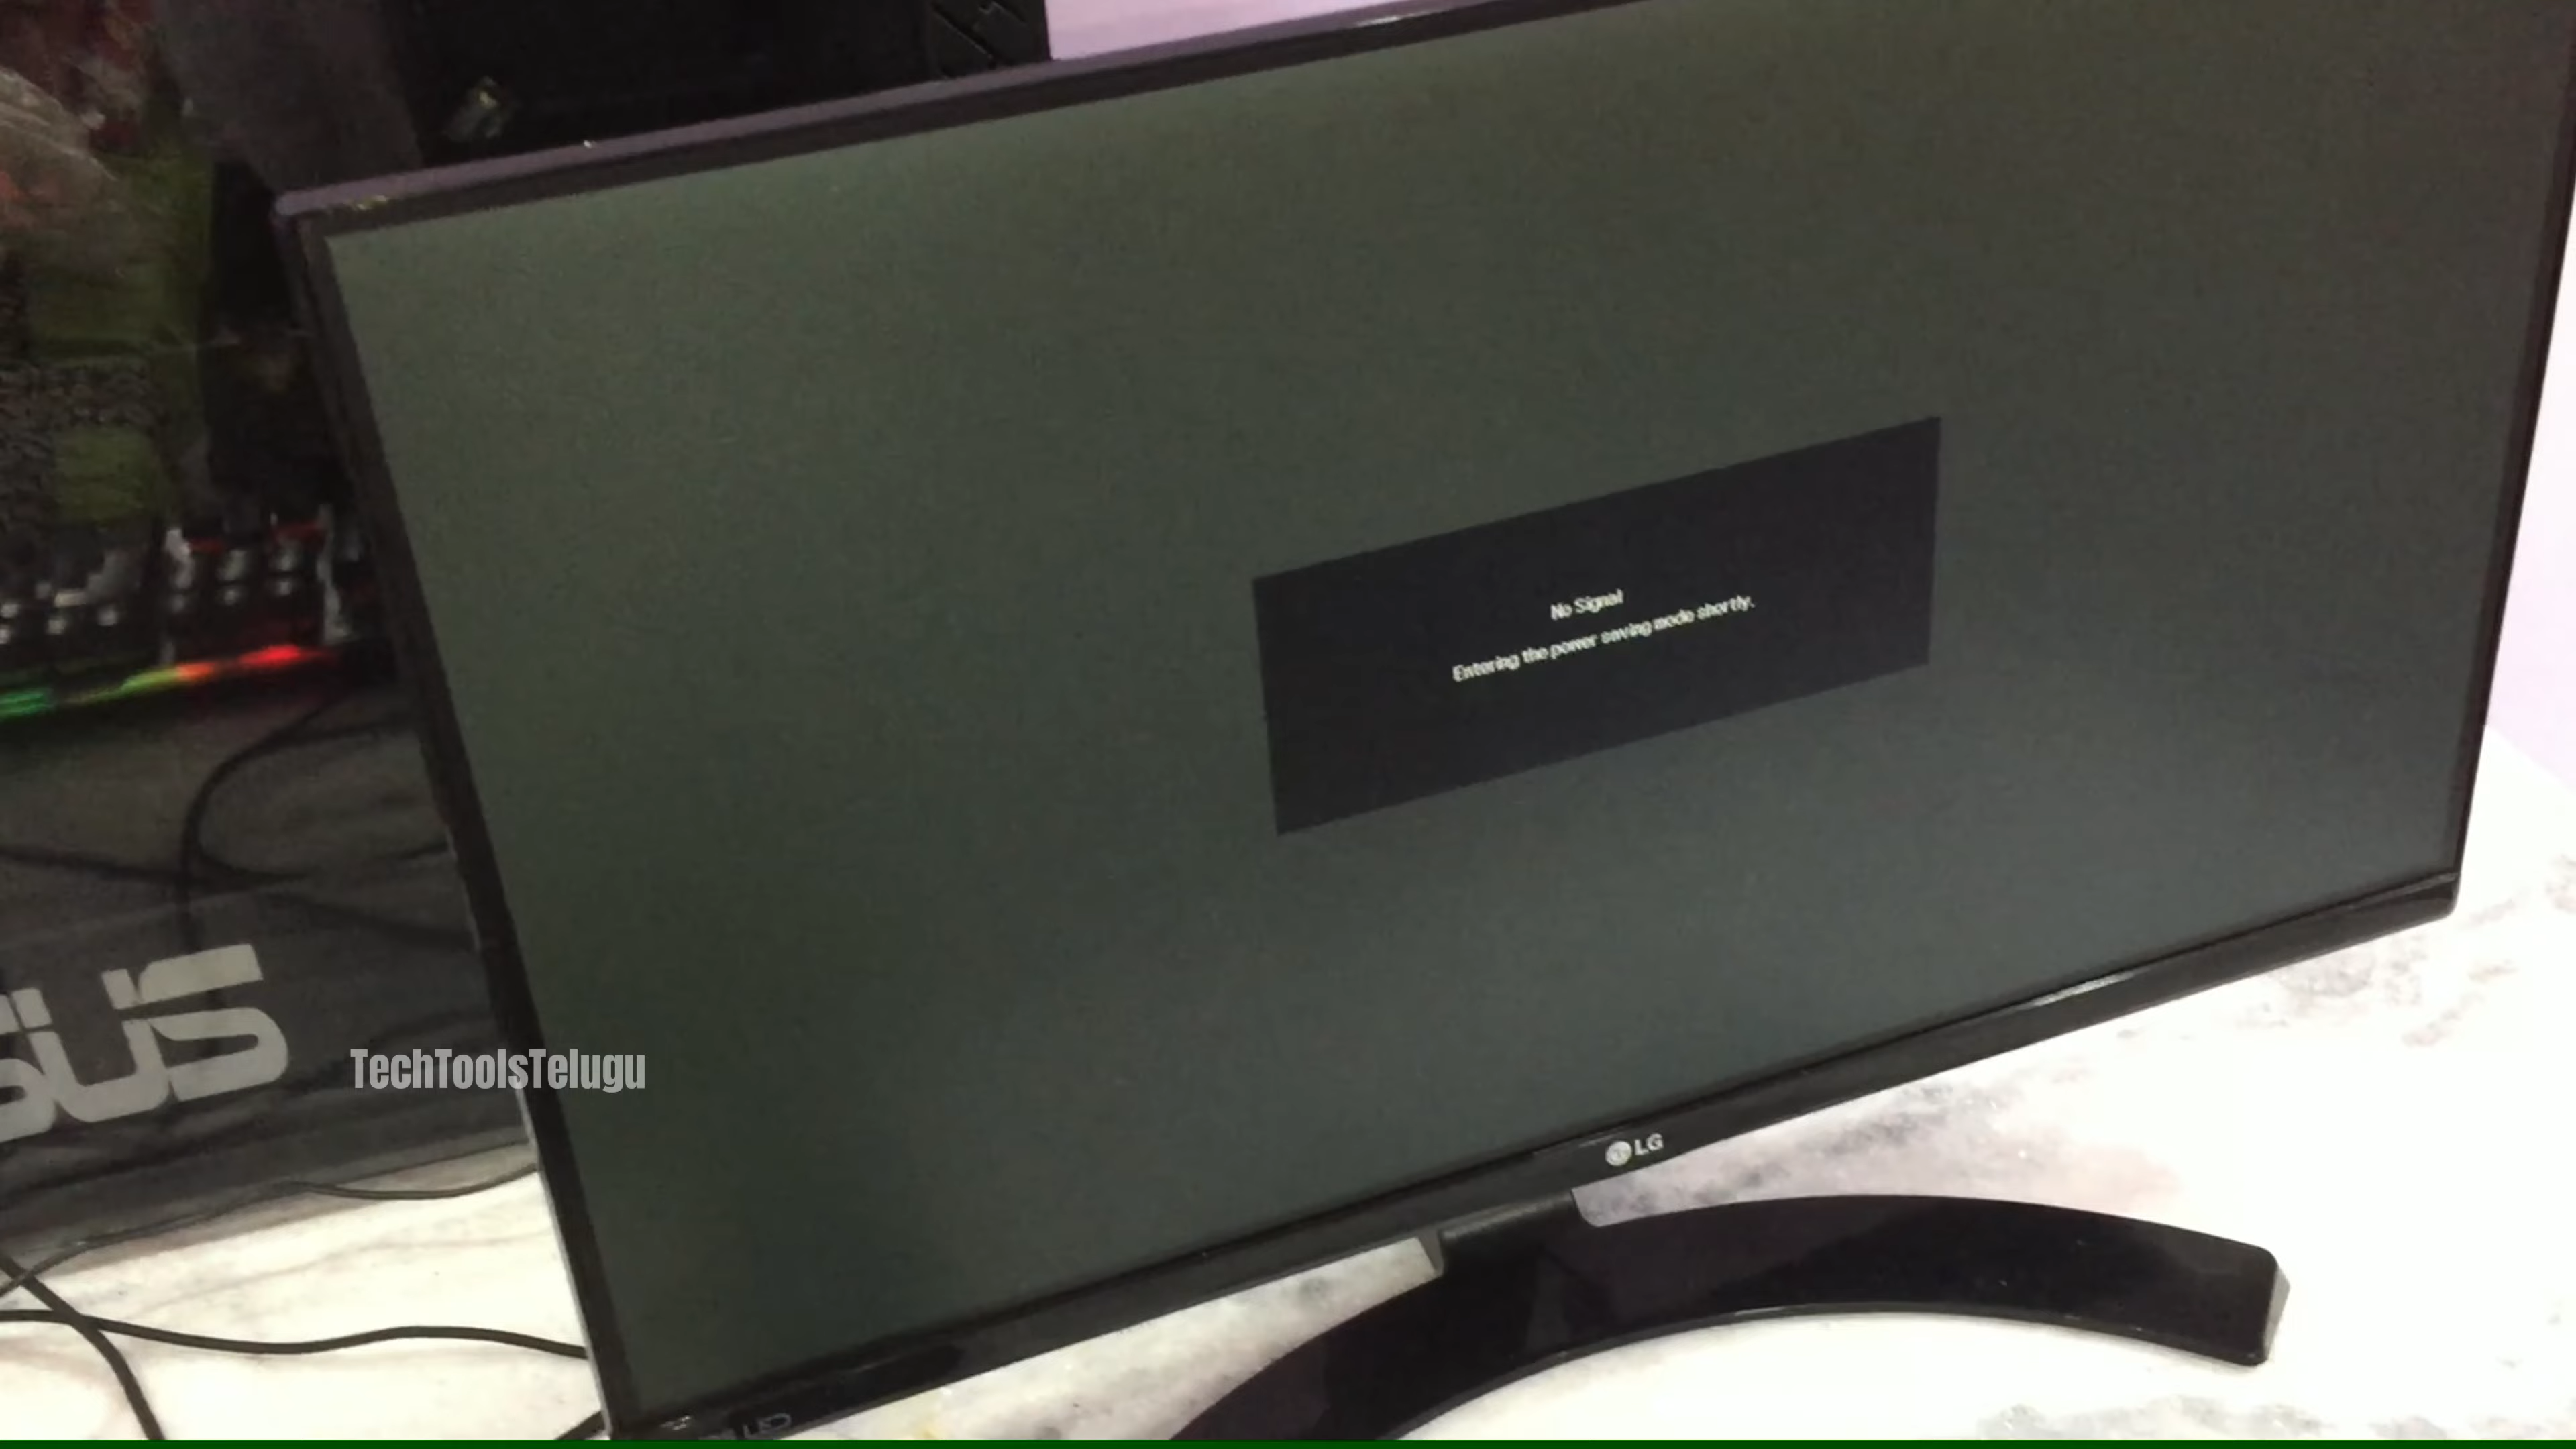 No Signal
Entering the power saving mode shortly.
SUS
TechToolsTelugu
LG